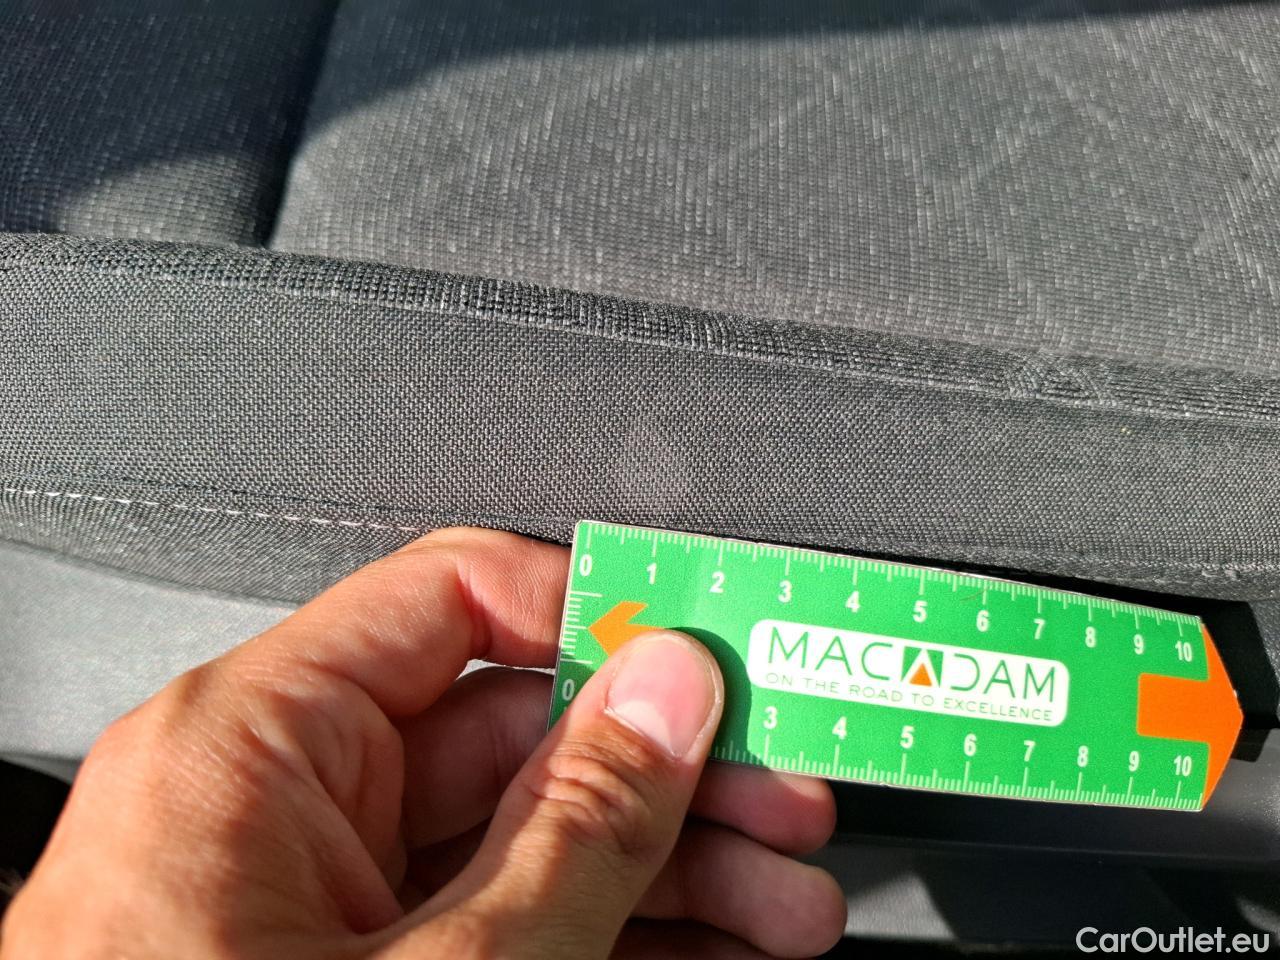 0 1 2 3 4 5 6 7 8 9 10
MACADAM
ON THE ROAD TO EXCELLENCE
0 3 4 5 6 7 8 9 10
CarOutlet.eu